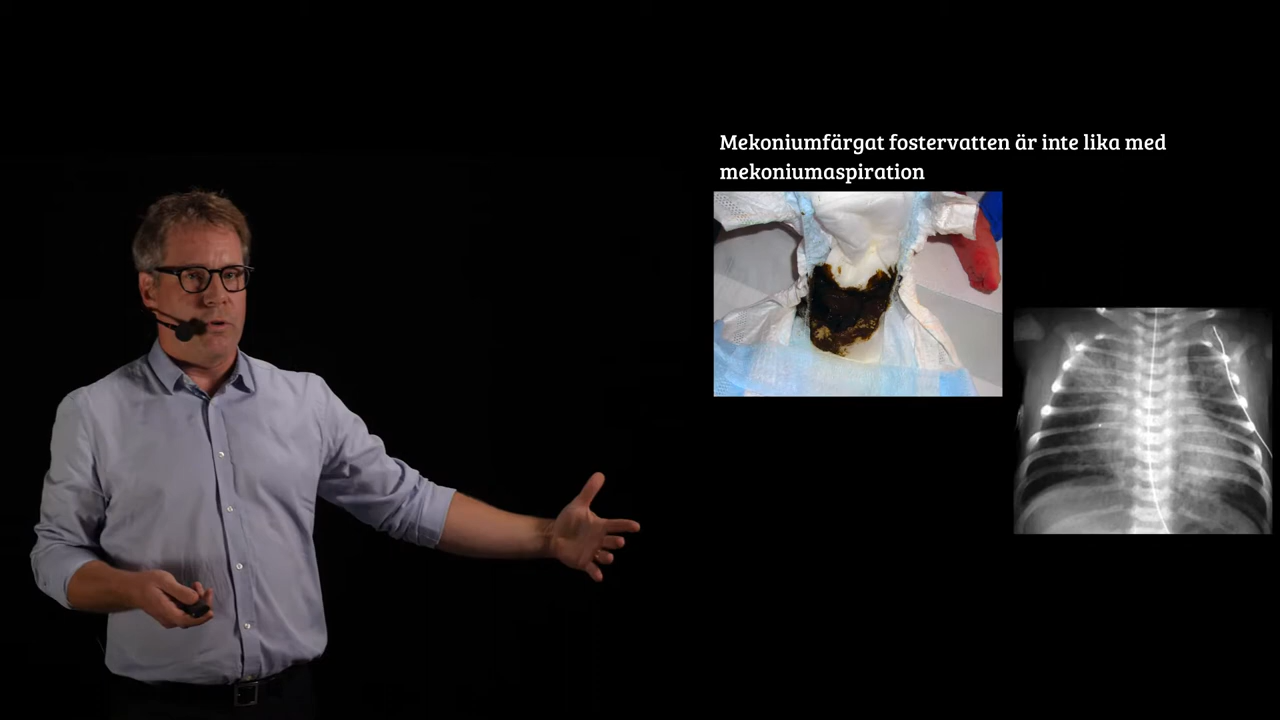 Mekoniumfärgat fostervatten är inte lika med
mekoniumaspiration